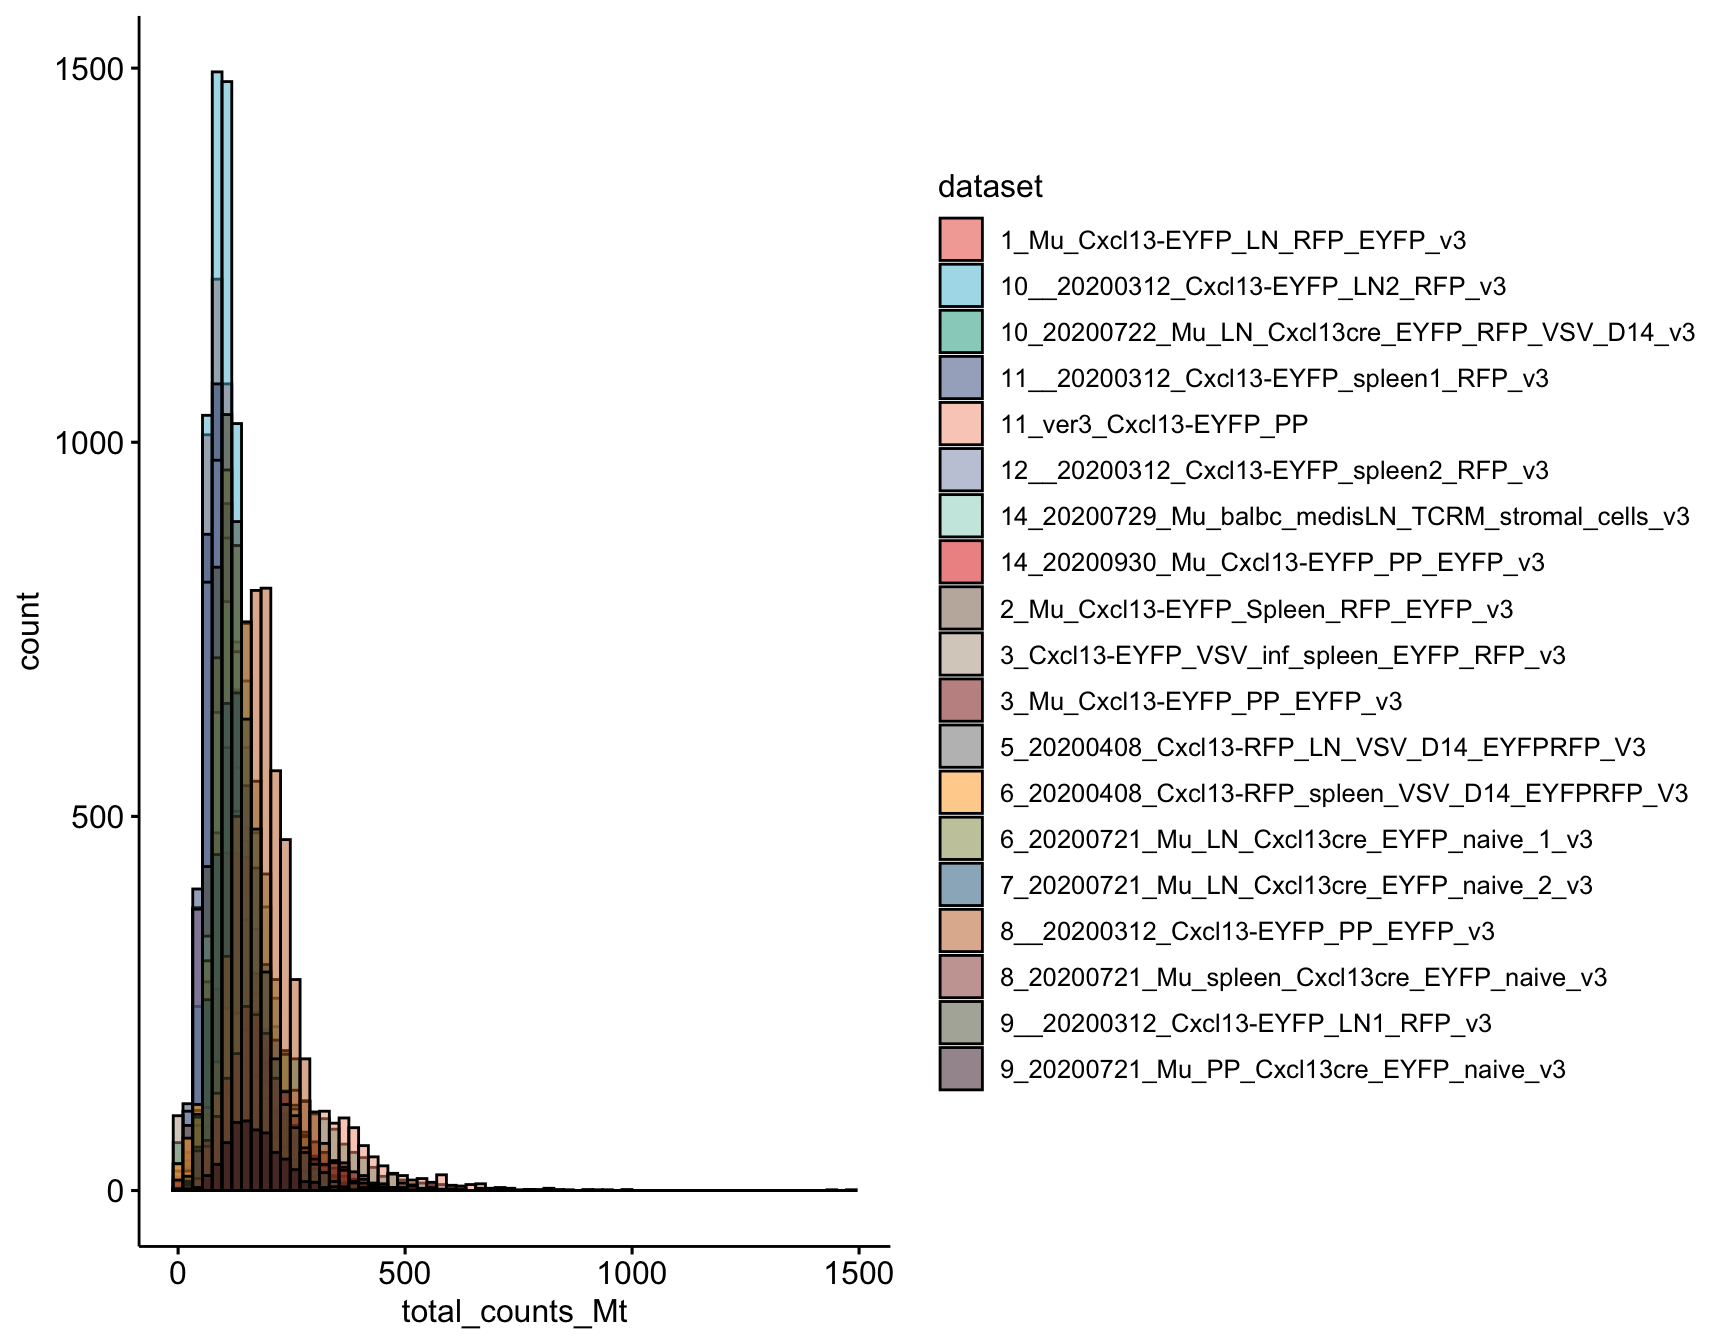 1500
1000
500
0
count
0
500
1000
1500
total_counts_Mt
dataset
1_Mu_Cxcl13-EYFP_LN_RFP_EYFP_v3
10__20200312_Cxcl13-EYFP_LN2_RFP_v3
10_20200722_Mu_LN_Cxcl13cre_EYFP_RFP_VSV_D14_v3
11__20200312_Cxcl13-EYFP_spleen1_RFP_v3
11_ver3_Cxcl13-EYFP_PP
12__20200312_Cxcl13-EYFP_spleen2_RFP_v3
14_20200729_Mu_balbc_medisLN_TCRM_stromal_cells_v3
14_20200930_Mu_Cxcl13-EYFP_PP_EYFP_v3
2_Mu_Cxcl13-EYFP_Spleen_RFP_EYFP_v3
3_Cxcl13-EYFP_VSV_inf_spleen_EYFP_RFP_v3
3_Mu_Cxcl13-EYFP_PP_EYFP_v3
5_20200408_Cxcl13-RFP_LN_VSV_D14_EYFPRFP_V3
6_20200408_Cxcl13-RFP_spleen_VSV_D14_EYFPRFP_V3
6_20200721_Mu_LN_Cxcl13cre_EYFP_naive_1_v3
7_20200721_Mu_LN_Cxcl13cre_EYFP_naive_2_v3
8__20200312_Cxcl13-EYFP_PP_EYFP_v3
8_20200721_Mu_spleen_Cxcl13cre_EYFP_naive_v3
9__20200312_Cxcl13-EYFP_LN1_RFP_v3
9_20200721_Mu_PP_Cxcl13cre_EYFP_naive_v3